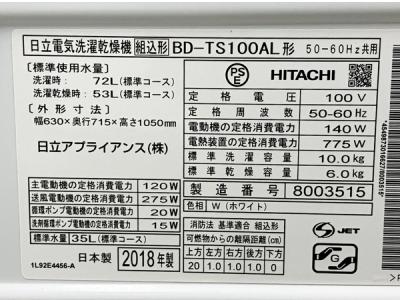 日立電気洗濯乾燥機 組込形 BD-TS100AL形 50-60Hz共用
(標準使用水量)
洗濯時: 72L(標準コース)
洗濯乾燥時: 53L(標準コース)
(外形寸法)
幅630×奥行715×高さ1050mm
日立アプライアンス(株)
PS
E
HITACHI
定格電圧 100V
定格周波数 50-60Hz
電動機の定格消費電力 140W
電熱装置の定格消費電力 775W
標準洗濯容量 10.0kg
標準乾燥容量 6.0kg
製造番号 8003515
主電動機の定格消費電力 120W
送風電動機の定格消費電力 275W
循環ポンプの定格消費電力 20W
洗剤循環ポンプの定格消費電力 15W
標準水量 35L(標準コース)
色相 W(ホワイト)
消防法 基準適合 組込形
可燃物からの離隔距離(cm)
上方 左方 右方 前方 後方 下方
20 1.0 1.0 0 1.0 0
S JET
G
日本製 2018年製
1L92E4456-A